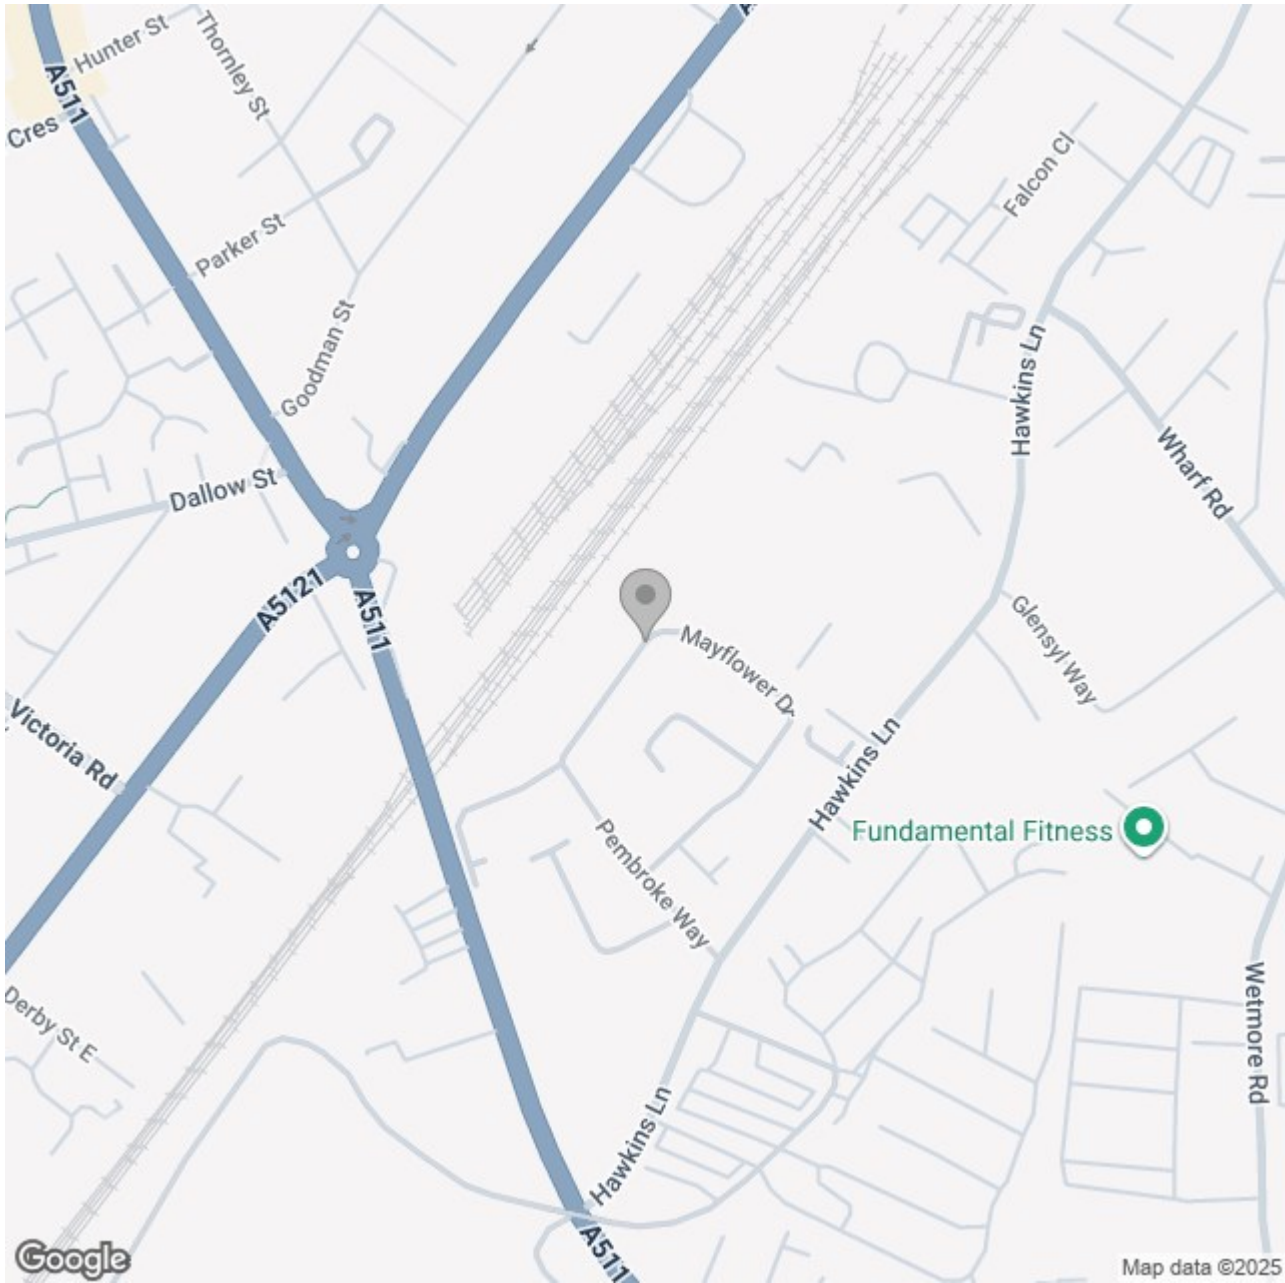 Hunter St
Thornley St
A511
Cres
Falcon Cl
Parker St
Goodman St
Hawkins Ln
Wharf Rd
Dallow St
A5121
A511
Glensyl Way
Mayflower Dr
Victoria Rd
Hawkins Ln
Fundamental Fitness
Pembroke Way
Derby St E
Wetmore Rd
Hawkins Ln
A511
Google
Map data ©2025